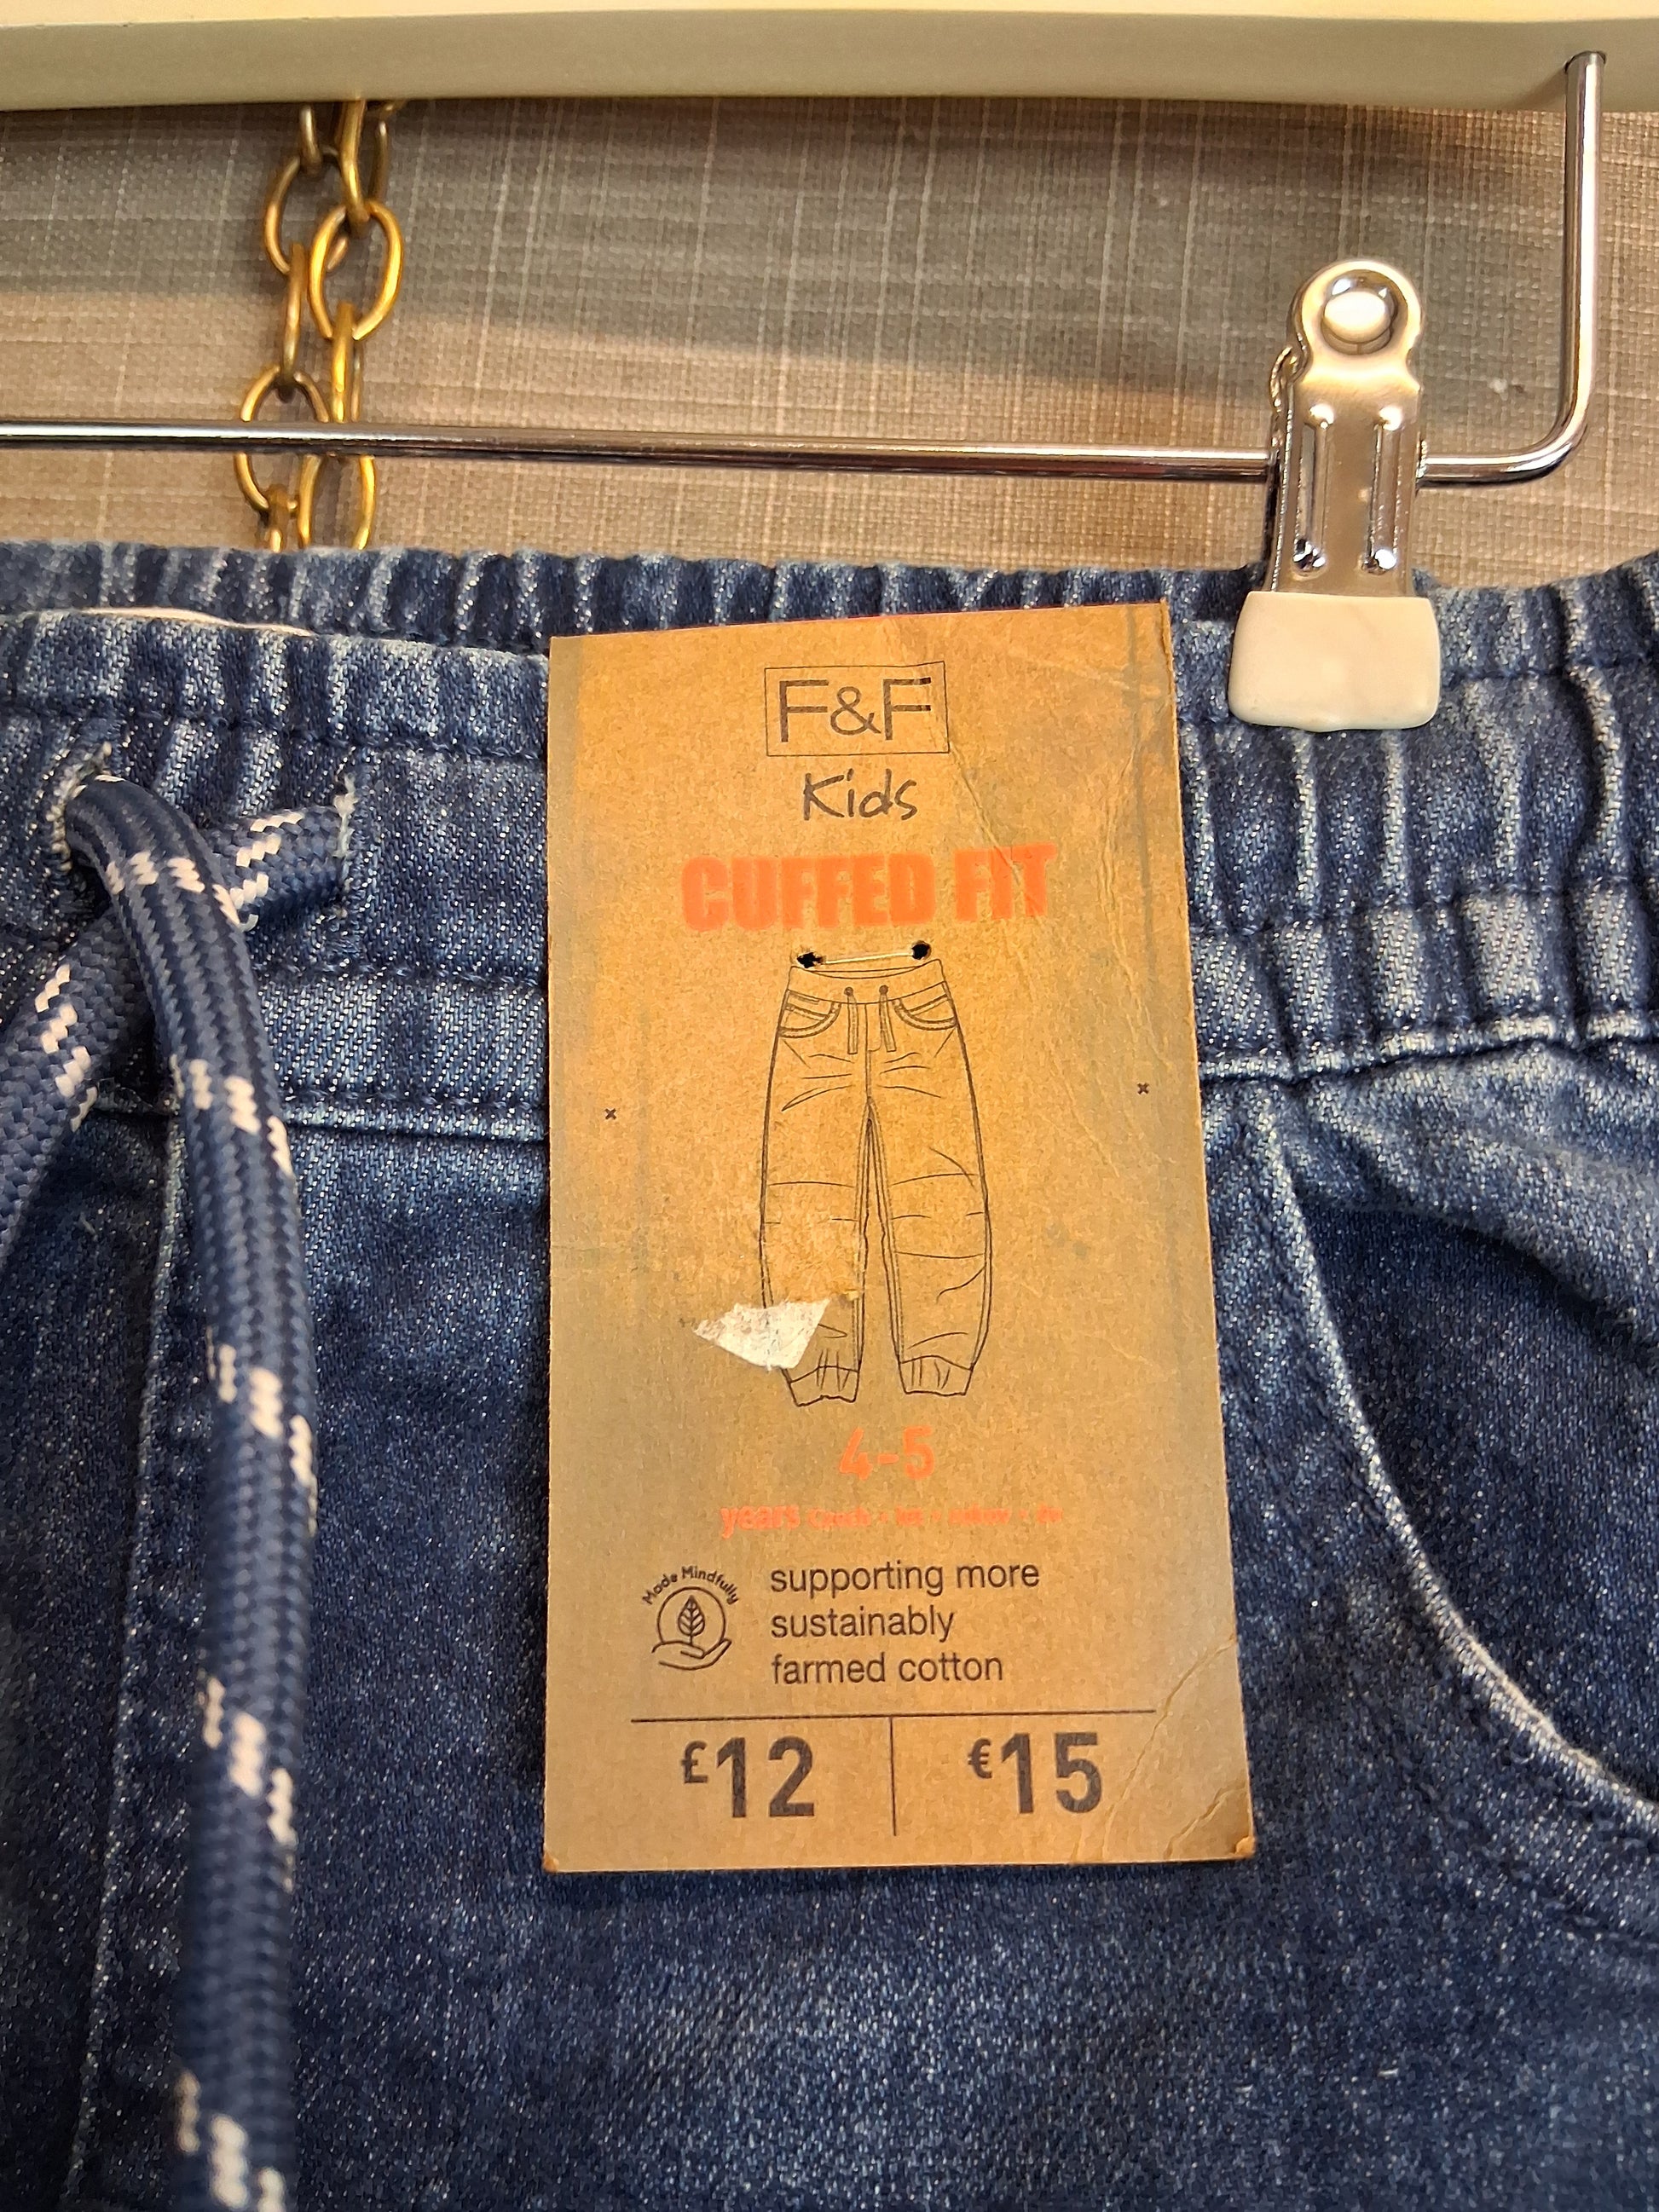 F&F
Kids
CUFFED FIT
4-5
years
Made Mindfully
supporting more
sustainably
farmed cotton
£12
€15